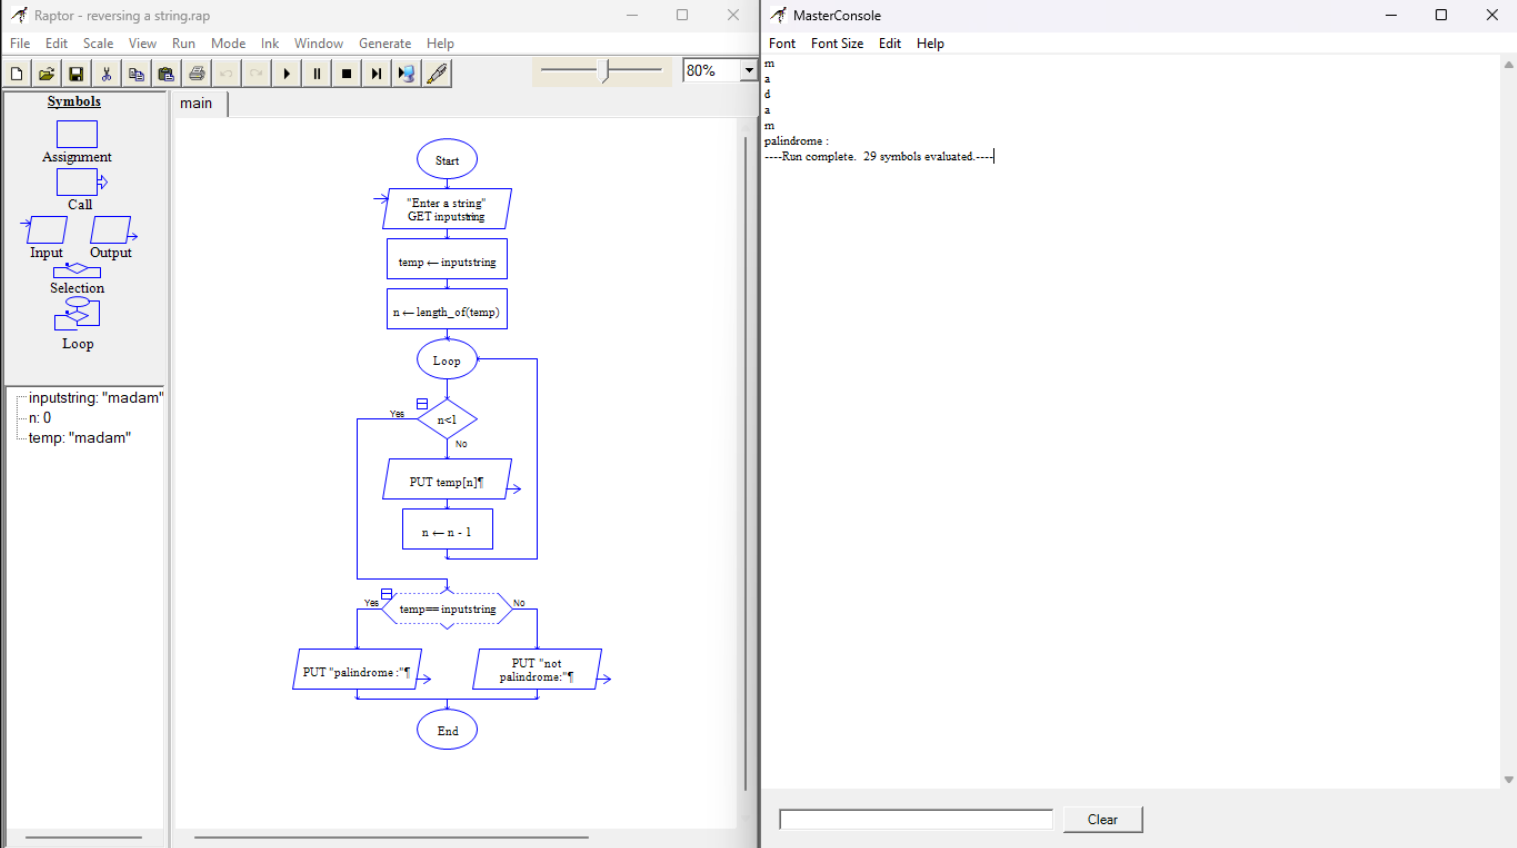 Raptor - reversing a string.rap
File Edit Scale View Run Mode Ink Window Generate Help
80%
Symbols
Assignment
Call
Input Output
Selection
Loop
inputstring: "madam"
n: 0
temp: "madam"
main
Start
"Enter a string"
GET inputstring
temp ← inputstring
n ← length_of(temp)
Loop
Yes
n<1
No
PUT temp[n]¶
n ← n - 1
Yes
temp== inputstring
No
PUT "palindrome :"¶
PUT "not
palindrome:"¶
End
MasterConsole
Font Font Size Edit Help
m
a
d
a
m
palindrome :
----Run complete.  29 symbols evaluated.----
Clear